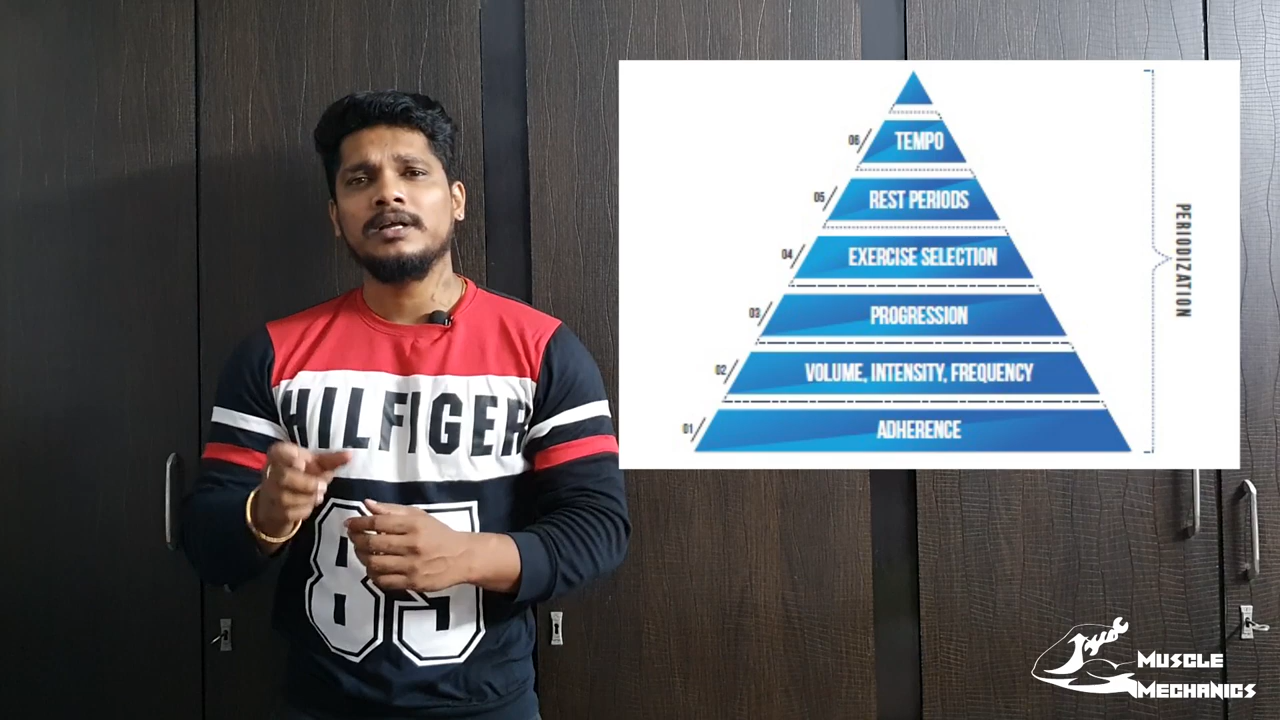 06 TEMPO
05 REST PERIODS
04 EXERCISE SELECTION
03 PROGRESSION
02 VOLUME, INTENSITY, FREQUENCY
01 ADHERENCE
PERIODIZATION
HILFIGER
85
MUSCLE
MECHANICS